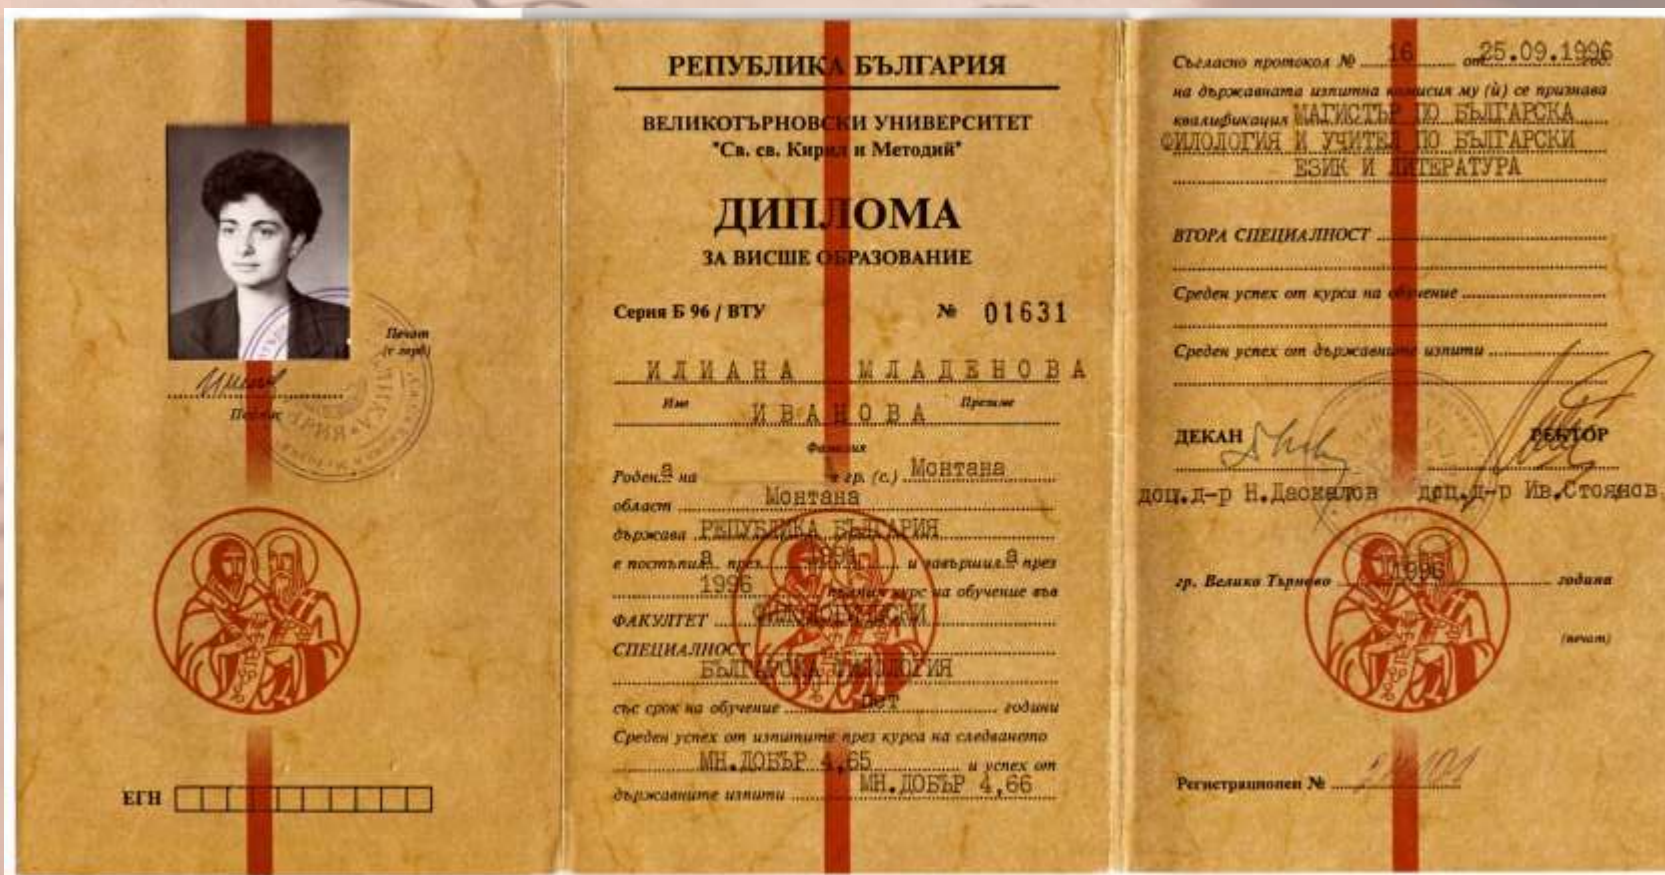 Печат
(с герб)
Подпис
ЕГН
РЕПУБЛИКА БЪЛГАРИЯ
ВЕЛИКОТЪРНОВСКИ УНИВЕРСИТЕТ
"Св. св. Кирил и Методий"
ДИПЛОМА
ЗА ВИСШЕ ОБРАЗОВАНИЕ
Серия Б 96 / ВТУ № 01631
ИЛИАНА МЛАДЕНОВА
Име Презиме
ИВАНОВА
Фамилия
Роден а на в гр. (с.) Монтана
област Монтана
държава РЕПУБЛИКА БЪЛГАРИЯ
е постъпил а през 1991 и завършил а през
1996 пълния курс на обучение във
ФАКУЛТЕТ ФИЛОЛОГИЧЕСКИ
СПЕЦИАЛНОСТ
БЪЛГАРСКА ФИЛОЛОГИЯ
със срок на обучение пет години
Среден успех от изпитите през курса на следването
МН.ДОБЪР 4,65 и успех от
държавните изпити МН.ДОБЪР 4,66
Съгласно протокол № 16 от 25.09.1996
на държавната изпитна комисия му (ѝ) се признава
квалификация МАГИСТЪР ПО БЪЛГАРСКА
ФИЛОЛОГИЯ И УЧИТЕЛ ПО БЪЛГАРСКИ
ЕЗИК И ЛИТЕРАТУРА
ВТОРА СПЕЦИАЛНОСТ
Среден успех от курса на обучение
Среден успех от държавните изпити
ДЕКАН РЕКТОР
доц.д-р Н.Даскалов доц.д-р Ив.Стоянов
гр. Велико Търново 1996 година
(печат)
Регистрационен №